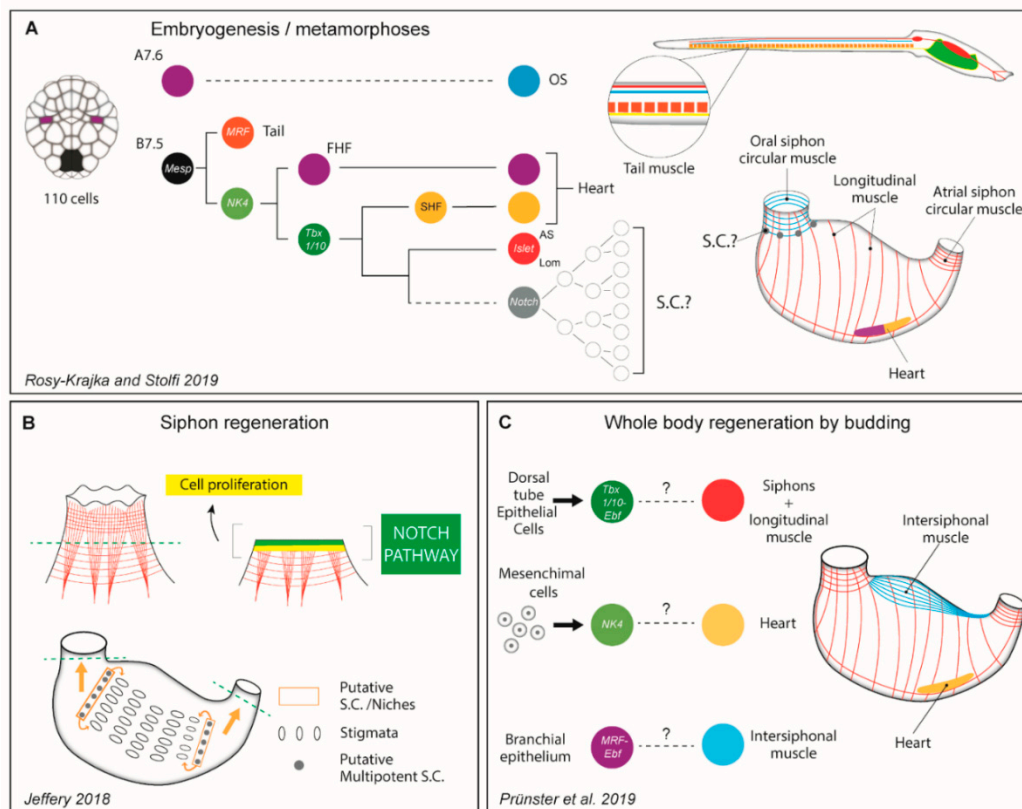 A
Embryogenesis / metamorphoses
A7.6
OS
B7.5
MRF
Tail
Mesp
FHF
110 cells
NK4
SHF
Heart
Tbx
1/10
AS
Islet
Lom
Notch
S.C.?
Tail muscle
Oral siphon
circular muscle
Longitudinal
muscle
Atrial siphon
circular muscle
S.C.?
Heart
Rosy-Krajka and Stolfi 2019
B
Siphon regeneration
Cell proliferation
NOTCH
PATHWAY
Putative
S.C. /Niches
Stigmata
Putative
Multipotent S.C.
Jeffery 2018
C
Whole body regeneration by budding
Dorsal
tube
Epithelial
Cells
Tbx
1/10-
Ebf
?
Siphons
+
longitudinal
muscle
Intersiphonal
muscle
Mesenchimal
cells
NK4
?
Heart
Branchial
epithelium
MRF-
Ebf
?
Intersiphonal
muscle
Heart
Prünster et al. 2019